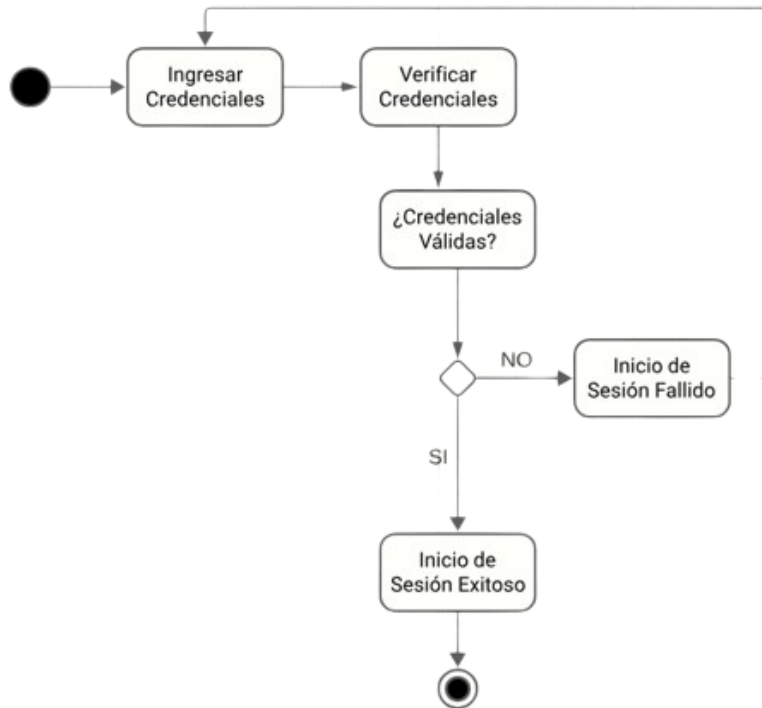 Ingresar
Credenciales
Verificar
Credenciales
¿Credenciales
Válidas?
NO
Inicio de
Sesión Fallido
SI
Inicio de
Sesión Exitoso